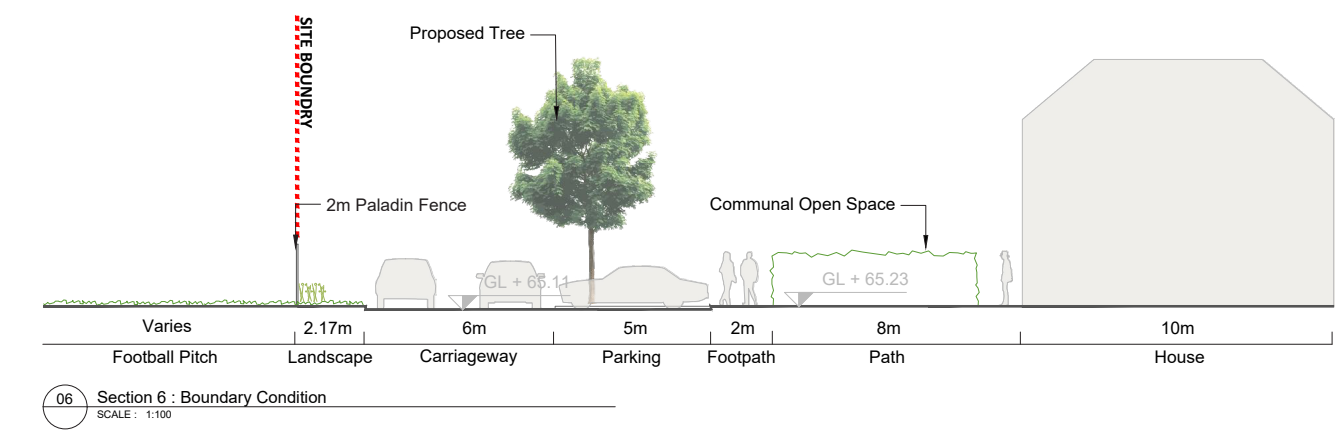 SITE BOUNDRY
Proposed Tree
2m Paladin Fence
Communal Open Space
GL + 65.11
GL + 65.23
Varies 2.17m 6m 5m 2m 8m 10m
Football Pitch Landscape Carriageway Parking Footpath Path House
06 Section 6 : Boundary Condition
SCALE : 1:100